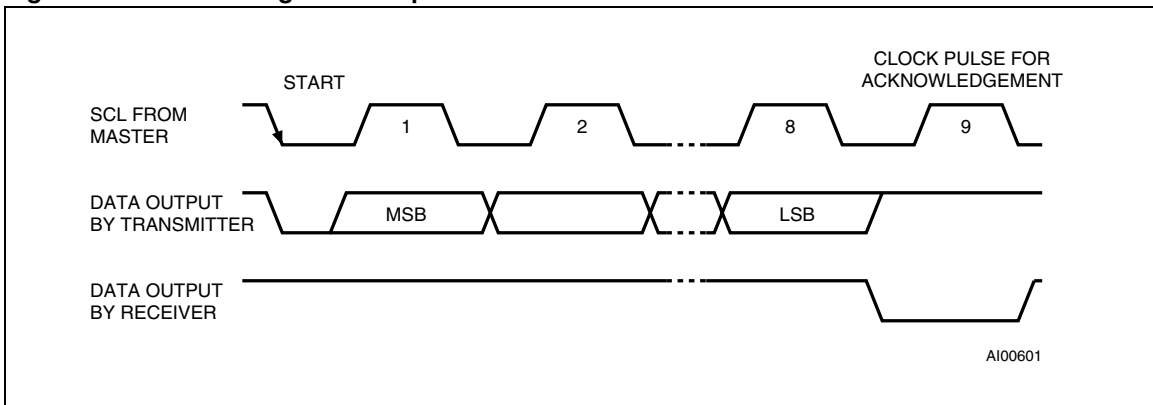 START
CLOCK PULSE FOR
ACKNOWLEDGEMENT
SCL FROM
MASTER
1
2
8
9
DATA OUTPUT
BY TRANSMITTER
MSB
LSB
DATA OUTPUT
BY RECEIVER
AI00601